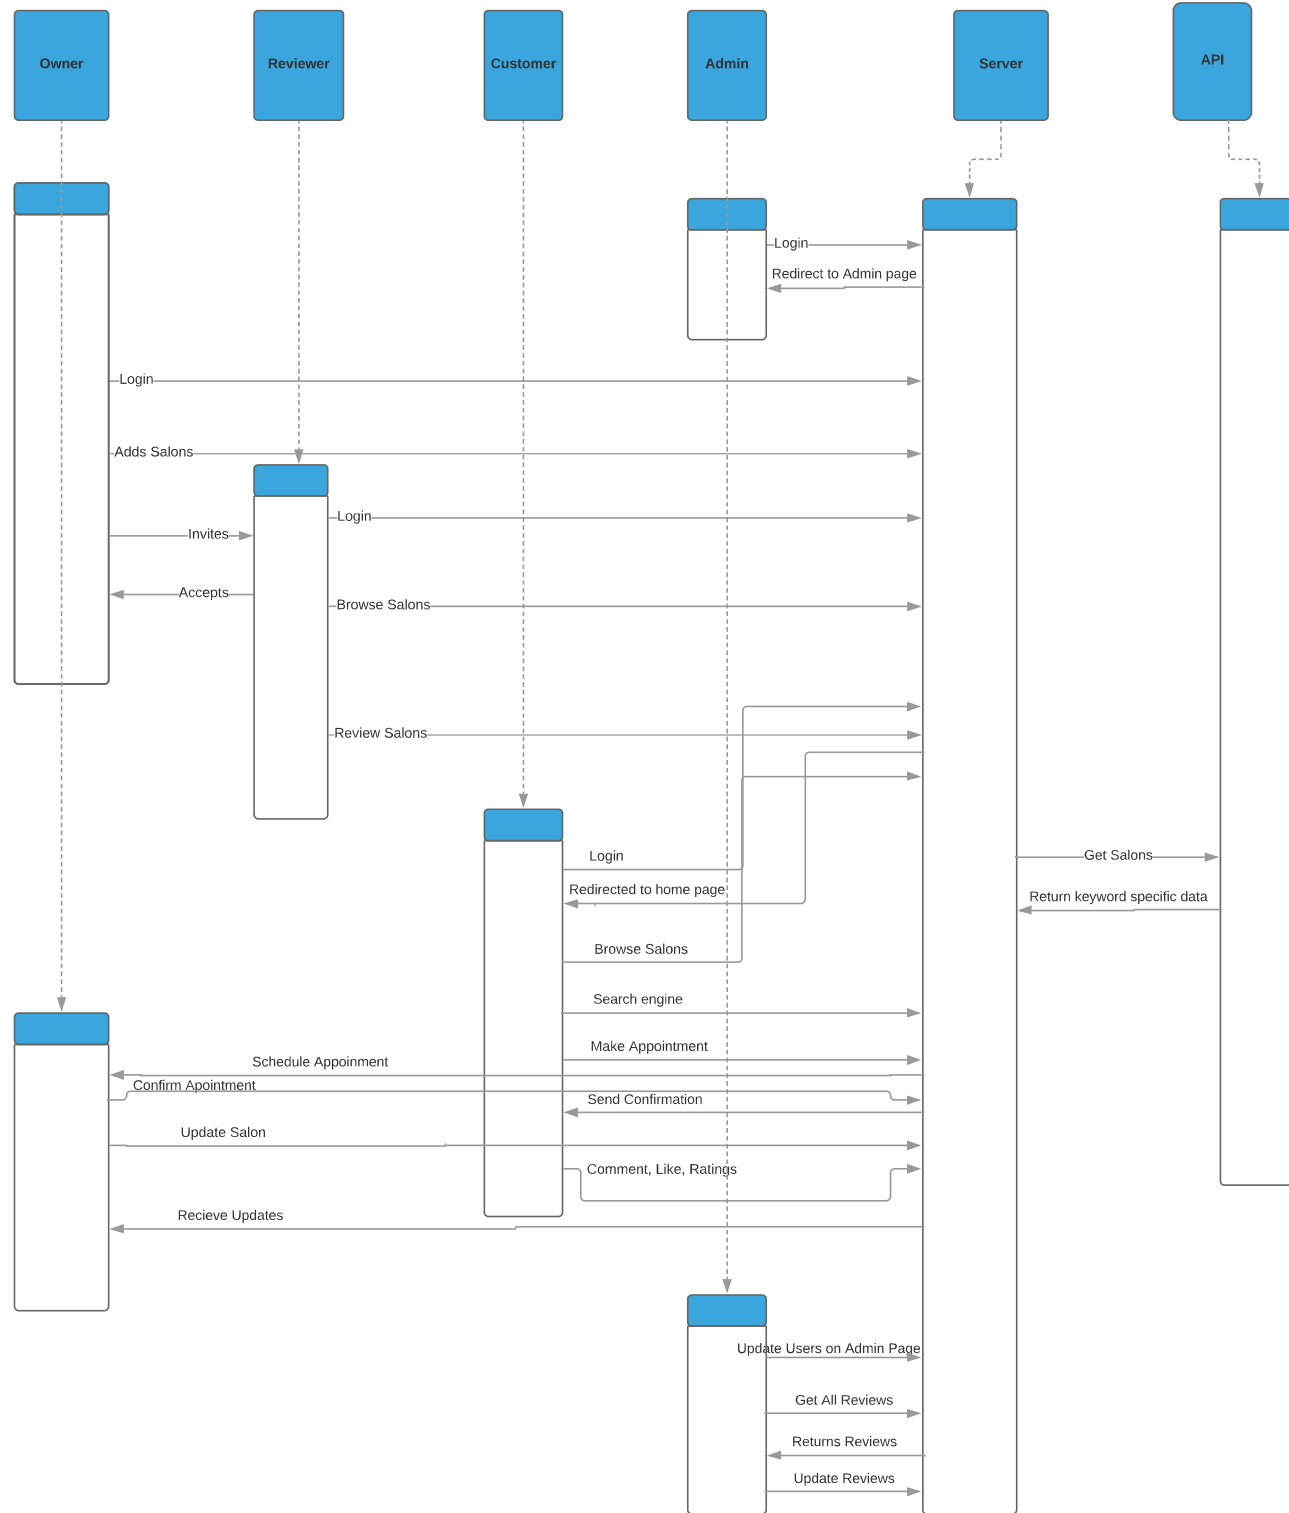 Owner
Reviewer
Customer
Admin
Server
API
Login
Redirect to Admin page
Login
Adds Salons
Login
Invites
Accepts
Browse Salons
Review Salons
Login
Get Salons
Redirected to home page
Return keyword specific data
Browse Salons
Search engine
Make Appointment
Schedule Appoinment
Confirm Apointment
Send Confirmation
Update Salon
Comment, Like, Ratings
Recieve Updates
Update Users on Admin Page
Get All Reviews
Returns Reviews
Update Reviews